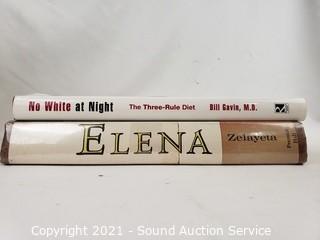 No White at Night The Three-Rule Diet Bill Gavin, M.D.
ELENA Zelayeta
Copyright 2021 - Sound Auction Service